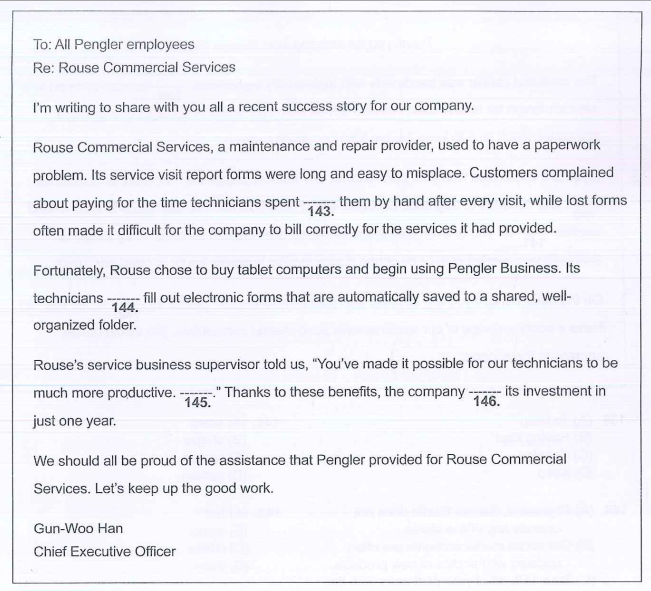 To: All Pengler employees
Re: Rouse Commercial Services
I'm writing to share with you all a recent success story for our company.
Rouse Commercial Services, a maintenance and repair provider, used to have a paperwork
problem. Its service visit report forms were long and easy to misplace. Customers complained
about paying for the time technicians spent ------- them by hand after every visit, while lost forms
143.
often made it difficult for the company to bill correctly for the services it had provided.
Fortunately, Rouse chose to buy tablet computers and begin using Pengler Business. Its
technicians ------- fill out electronic forms that are automatically saved to a shared, well-
144.
organized folder.
Rouse's service business supervisor told us, "You've made it possible for our technicians to be
much more productive. -------." Thanks to these benefits, the company ------- its investment in
145. 146.
just one year.
We should all be proud of the assistance that Pengler provided for Rouse Commercial
Services. Let's keep up the good work.
Gun-Woo Han
Chief Executive Officer